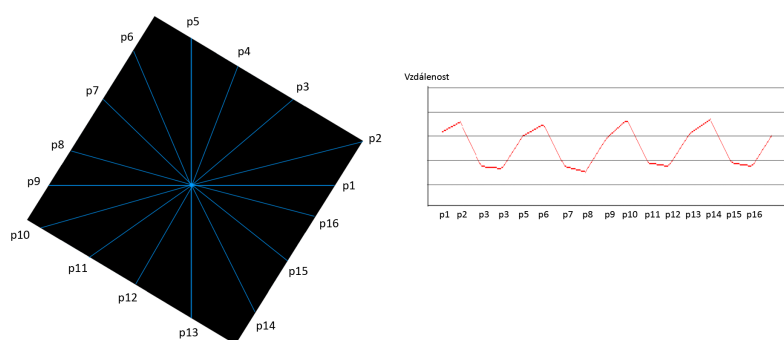 p5
p6
p4
p7
p3
p8
p2
p9
p1
p10
p16
p11
p15
p12
p14
p13
Vzdálenost
p1 p2 p3 p3 p5 p6 p7 p8 p9 p10 p11 p12 p13 p14 p15 p16